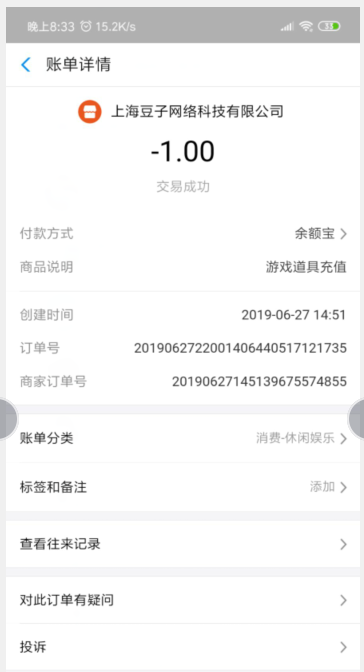 晚上8:33 15.2K/s
账单详情
上海豆子网络科技有限公司
-1.00
交易成功
付款方式 余额宝
商品说明 游戏道具充值
创建时间 2019-06-27 14:51
订单号 2019062722001406440517121735
商家订单号 20190627145139675574855
账单分类 消费-休闲娱乐
标签和备注 添加
查看往来记录
对此订单有疑问
投诉